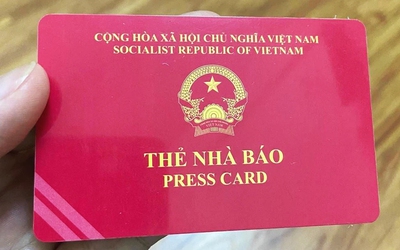 CỘNG HÒA XÃ HỘI CHỦ NGHĨA VIỆT NAM
SOCIALIST REPUBLIC OF VIETNAM
THẺ NHÀ BÁO
PRESS CARD